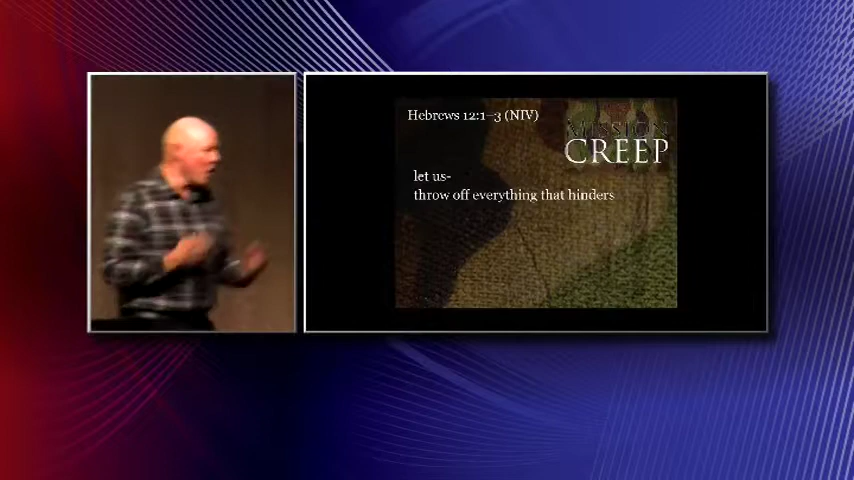 Hebrews 12:1–3 (NIV)
MISSION
CREEP
let us-
throw off everything that hinders